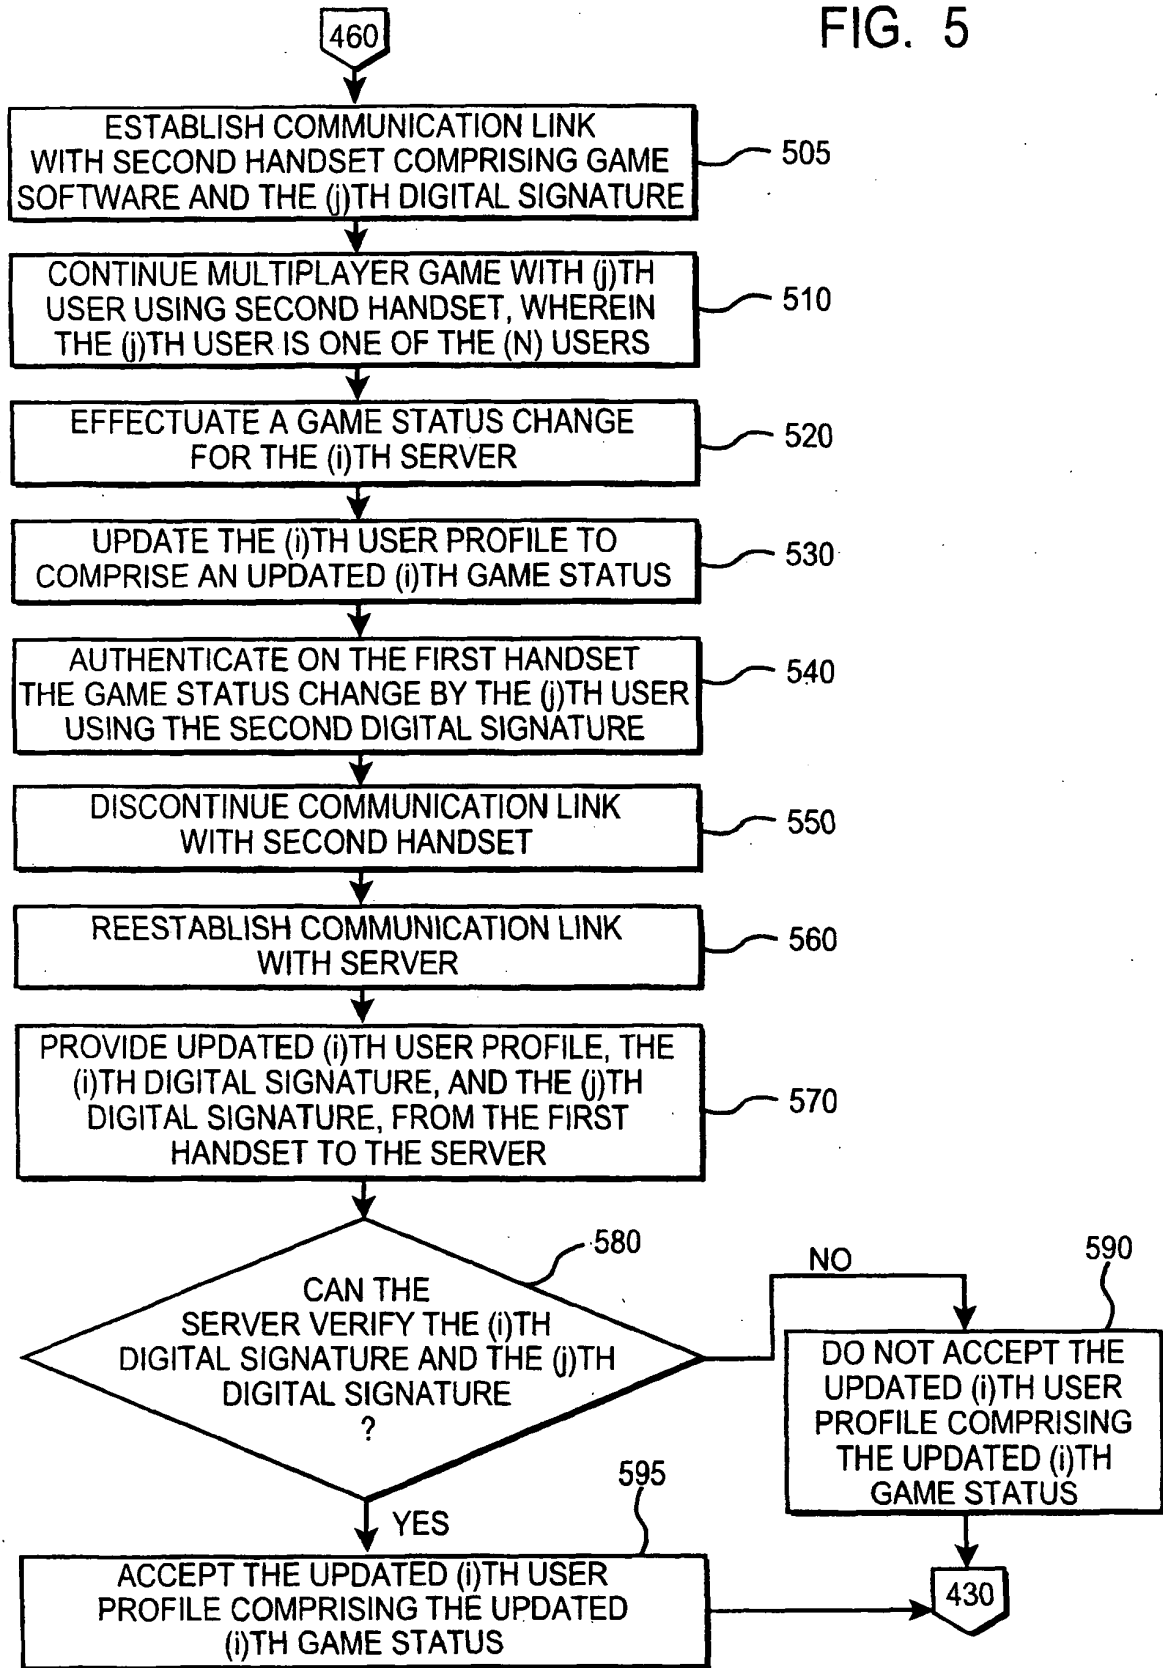 FIG. 5
460
ESTABLISH COMMUNICATION LINK
WITH SECOND HANDSET COMPRISING GAME
SOFTWARE AND THE (j)TH DIGITAL SIGNATURE
505
CONTINUE MULTIPLAYER GAME WITH (j)TH
USER USING SECOND HANDSET, WHEREIN
THE (j)TH USER IS ONE OF THE (N) USERS
510
EFFECTUATE A GAME STATUS CHANGE
FOR THE (i)TH SERVER
520
UPDATE THE (i)TH USER PROFILE TO
COMPRISE AN UPDATED (i)TH GAME STATUS
530
AUTHENTICATE ON THE FIRST HANDSET
THE GAME STATUS CHANGE BY THE (j)TH USER
USING THE SECOND DIGITAL SIGNATURE
540
DISCONTINUE COMMUNICATION LINK
WITH SECOND HANDSET
550
REESTABLISH COMMUNICATION LINK
WITH SERVER
560
PROVIDE UPDATED (i)TH USER PROFILE, THE
(i)TH DIGITAL SIGNATURE, AND THE (j)TH
DIGITAL SIGNATURE, FROM THE FIRST
HANDSET TO THE SERVER
570
CAN THE
SERVER VERIFY THE (i)TH
DIGITAL SIGNATURE AND THE (j)TH
DIGITAL SIGNATURE
?
580
NO
590
DO NOT ACCEPT THE
UPDATED (i)TH USER
PROFILE COMPRISING
THE UPDATED (i)TH
GAME STATUS
YES
595
ACCEPT THE UPDATED (i)TH USER
PROFILE COMPRISING THE UPDATED
(i)TH GAME STATUS
430